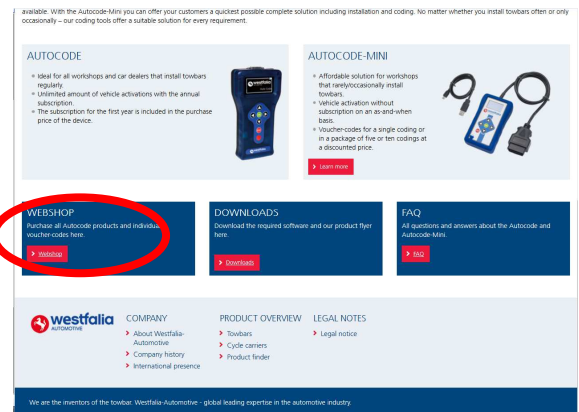 available. With the Autocode-Mini you can offer your customers a quickest possible complete solution including installation and coding. No matter whether you install towbars often or only
occasionally – our coding tools offer a suitable solution for every requirement.
AUTOCODE
Ideal for all workshops and car dealers that install towbars
regularly.
Unlimited amount of vehicle activations with the annual
subscription.
The subscription for the first year is included in the purchase
price of the device.
westfalia
AUTOCODE-MINI
Affordable solution for workshops
that rarely/occasionally install
towbars.
Vehicle activation without
subscription on an as-and-when
basis.
Voucher-codes for a single coding or
in a package of five or ten codings at
a discounted price.
Learn more
WEBSHOP
Purchase all Autocode products and individual
voucher-codes here.
Webshop
DOWNLOADS
Download the required software and our product flyer
here.
Downloads
FAQ
All questions and answers about the Autocode and
Autocode-Mini.
FAQ
westfalia
AUTOMOTIVE
COMPANY
About Westfalia-
Automotive
Company history
International presence
PRODUCT OVERVIEW
Towbars
Cycle carriers
Product finder
LEGAL NOTES
Legal notice
We are the inventors of the towbar. Westfalia-Automotive - global leading expertise in the automotive industry.